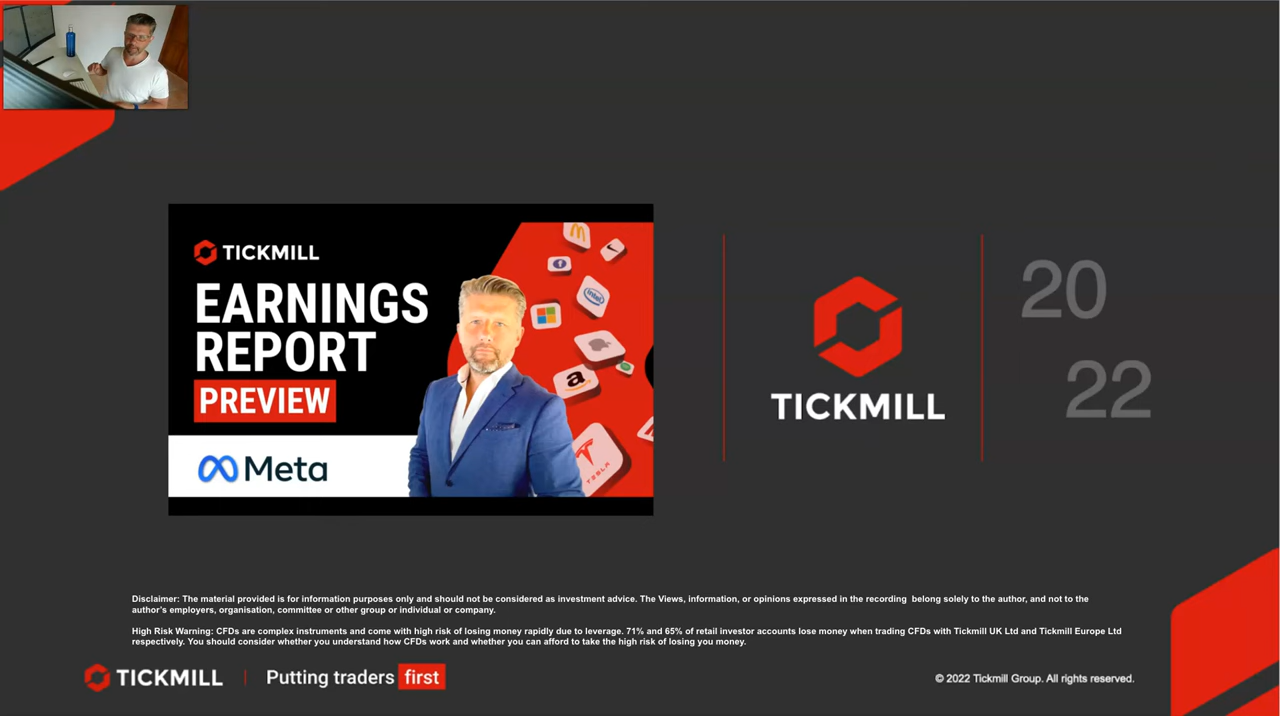 TICKMILL
EARNINGS
REPORT
PREVIEW
Meta
intel
a
TESLA
TICKMILL
20
22
Disclaimer: The material provided is for information purposes only and should not be considered as investment advice. The Views, information, or opinions expressed in the recording belong solely to the author, and not to the
author's employers, organisation, committee or other group or individual or company.
High Risk Warning: CFDs are complex instruments and come with high risk of losing money rapidly due to leverage. 71% and 65% of retail investor accounts lose money when trading CFDs with Tickmill UK Ltd and Tickmill Europe Ltd
respectively. You should consider whether you understand how CFDs work and whether you can afford to take the high risk of losing you money.
TICKMILL | Putting traders first
© 2022 Tickmill Group. All rights reserved.